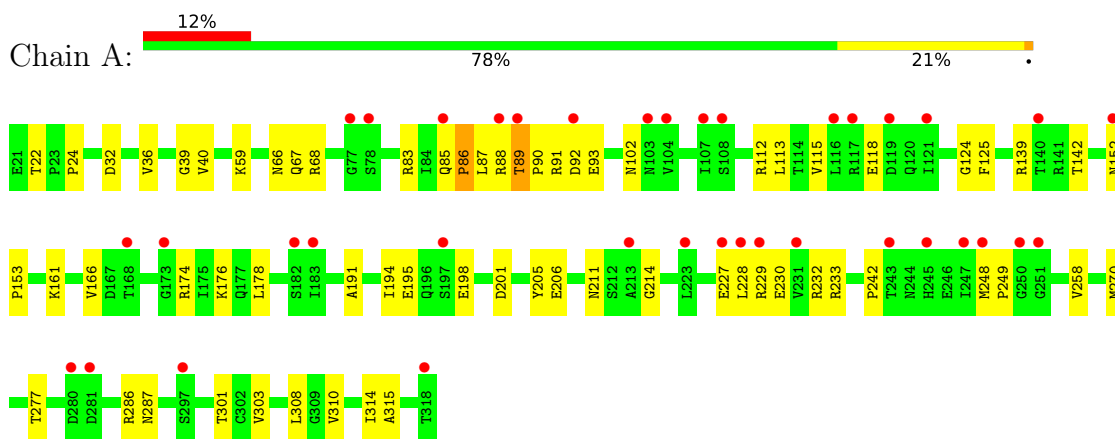 12%
Chain A:
78% 21% •
E21 T22 P23 P24 D32 V36 G39 V40 K59 N66 Q67 R68 G77 S78 R83 I84 Q85 P86 L87 R88 T89 P90 R91 D92 E93 N102 N103 V104 I107 S108 R112 L113 T114 V115 L116 R117 E118 D119 Q120 I121 G124 F125 R139 T140 R141 T142 N152
P153 K161 V166 D167 T168 G173 R174 I175 K176 Q177 L178 S182 I183 A191 I194 E195 Q196 S197 E198 D201 Y205 E206 N211 S212 A213 G214 L223 E227 L228 R229 E230 V231 R232 R233 P242 T243 N244 H245 E246 I247 M248 P249 G250 G251 V258 M270
T277 D280 D281 R286 N287 S297 T301 C302 V303 L308 G309 V310 I314 A315 T318